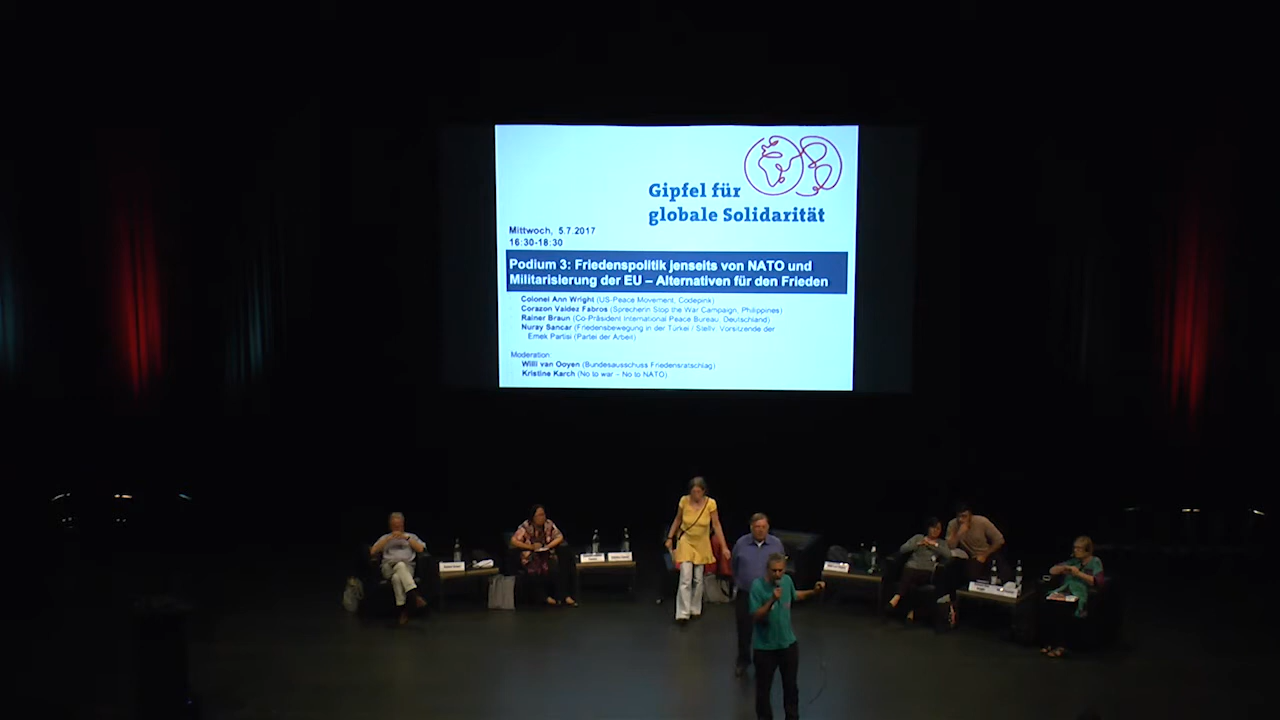 Gipfel für
globale Solidarität
Mittwoch, 5.7.2017
16:30-18:30
Podium 3: Friedenspolitik jenseits von NATO und
Militarisierung der EU – Alternativen für den Frieden
Colonel Ann Wright (US-Peace Movement, Codepink)
Corazon Valdez Fabros (Sprecherin Stop the War Campaign, Philippines)
Rainer Braun (Co-Präsident International Peace Bureau, Deutschland)
Nuray Sancar (Friedensbewegung in der Türkei / Stellv. Vorsitzende der
Emek Partisi (Partei der Arbeit)
Moderation:
Willi van Ooyen (Bundesausschuss Friedensratschlag)
Kristine Karch (No to war – No to NATO)